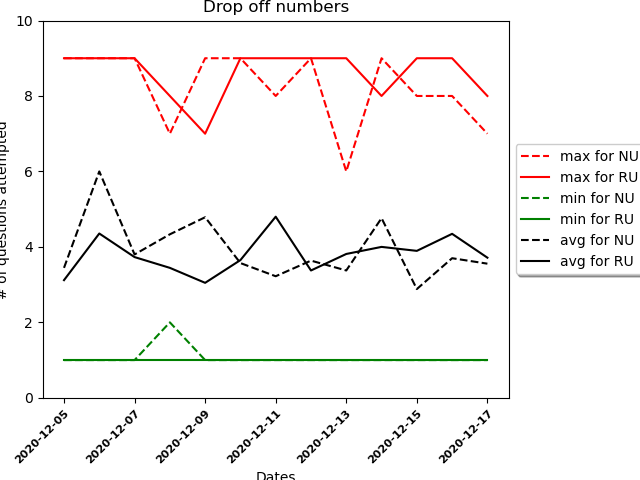 Drop off numbers
# of questions attempted
10
8
6
4
2
0
2020-12-05
2020-12-07
2020-12-09
2020-12-11
2020-12-13
2020-12-15
2020-12-17
Dates
max for NU
max for RU
min for NU
min for RU
avg for NU
avg for RU